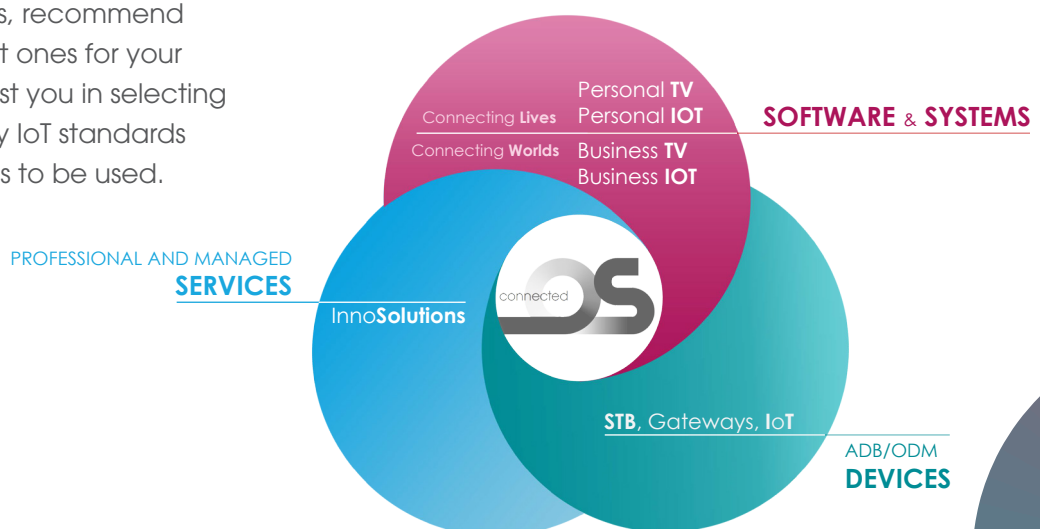 s, recommend
t ones for your
st you in selecting
y IoT standards
s to be used.
Personal TV
Connecting Lives Personal IOT
SOFTWARE & SYSTEMS
Connecting Worlds Business TV
Business IOT
PROFESSIONAL AND MANAGED
SERVICES
InnoSolutions
connected OS
STB, Gateways, IoT
ADB/ODM
DEVICES